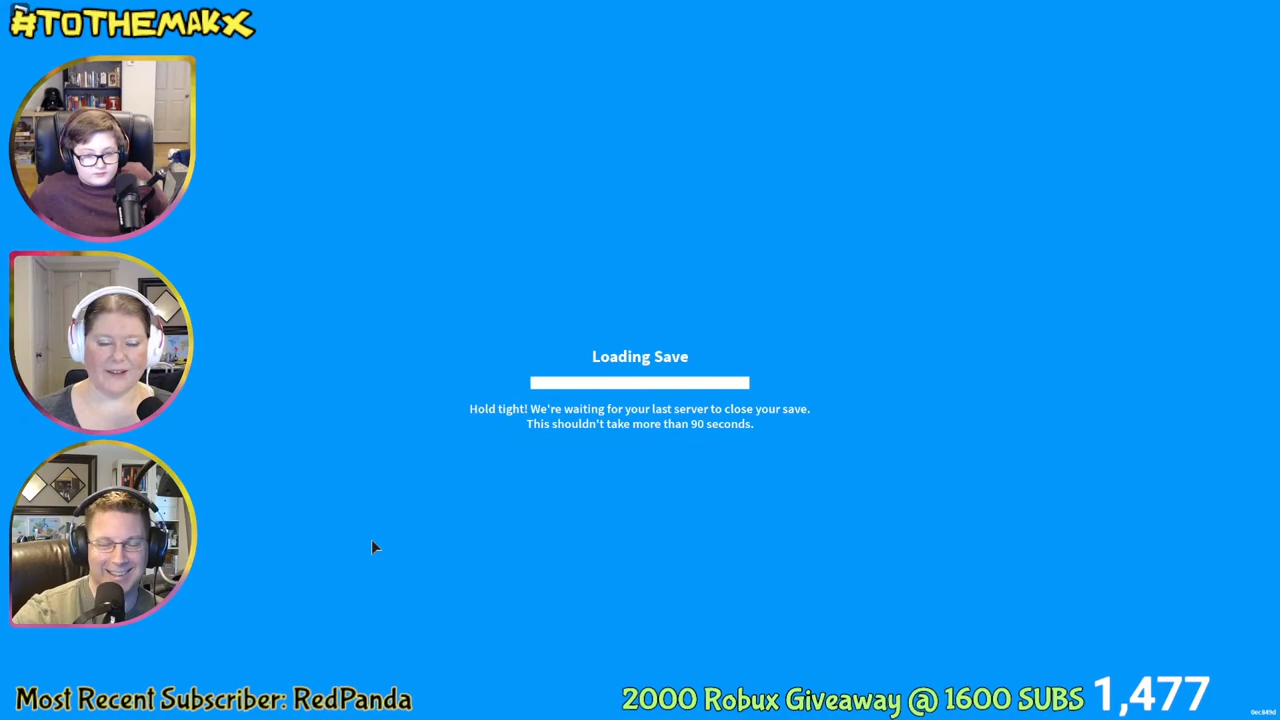 #TOTHEMAKX
Loading Save
Hold tight! We're waiting for your last server to close your save.
This shouldn't take more than 90 seconds.
Most Recent Subscriber: RedPanda
2000 Robux Giveaway @ 1600 SUBS 1,477